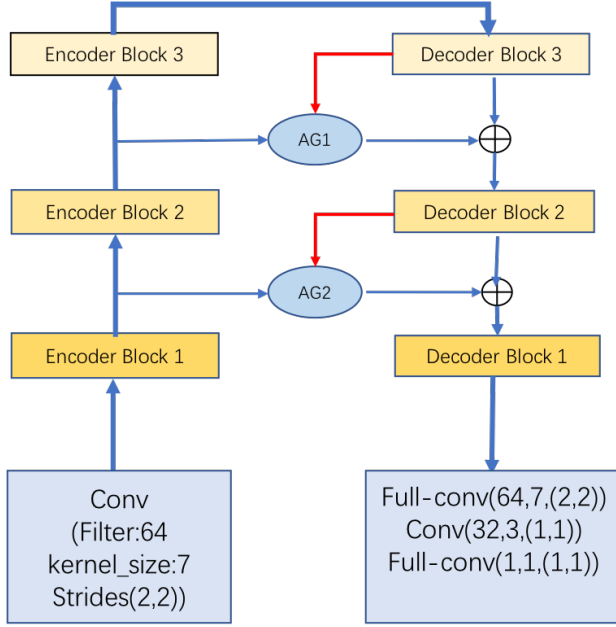 Encoder Block 3
Decoder Block 3
AG1
Encoder Block 2
Decoder Block 2
AG2
Encoder Block 1
Decoder Block 1
Conv
(Filter:64
kernel_size:7
Strides(2,2))
Full-conv(64,7,(2,2))
Conv(32,3,(1,1))
Full-conv(1,1,(1,1))